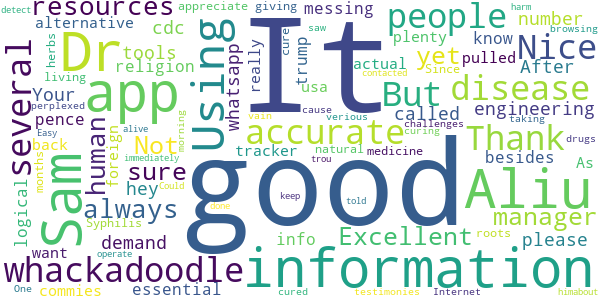 resources
Dr
app
several
Sam
human
sure
always
whackadoodle
essential
commies
logical
pence
alternative
cdc
tools
religion
herbs
living
Your
Not
hey
back
months
perplexed
Easy
alive
Syphilis
demand
want
One
operate
immediately
morning
foreign
Using
It
good
information
whatsapp
really
giving
appreciate
messing
saw
cure
trump
tracker
usa
natural
info
please
cured
vain
contacted
Could
done
cause
medicine
actual
accurate
But
called
people
plenty
yet
know
After
number
Nice
pulled
disease
engineering
Thank
besides
As
Since
challenges
curing
verious
taking
drugs
Aliu
manager
Excellent
trou
keep
told
roots
testimonies
Internet
himabout
detect
harm
browsing